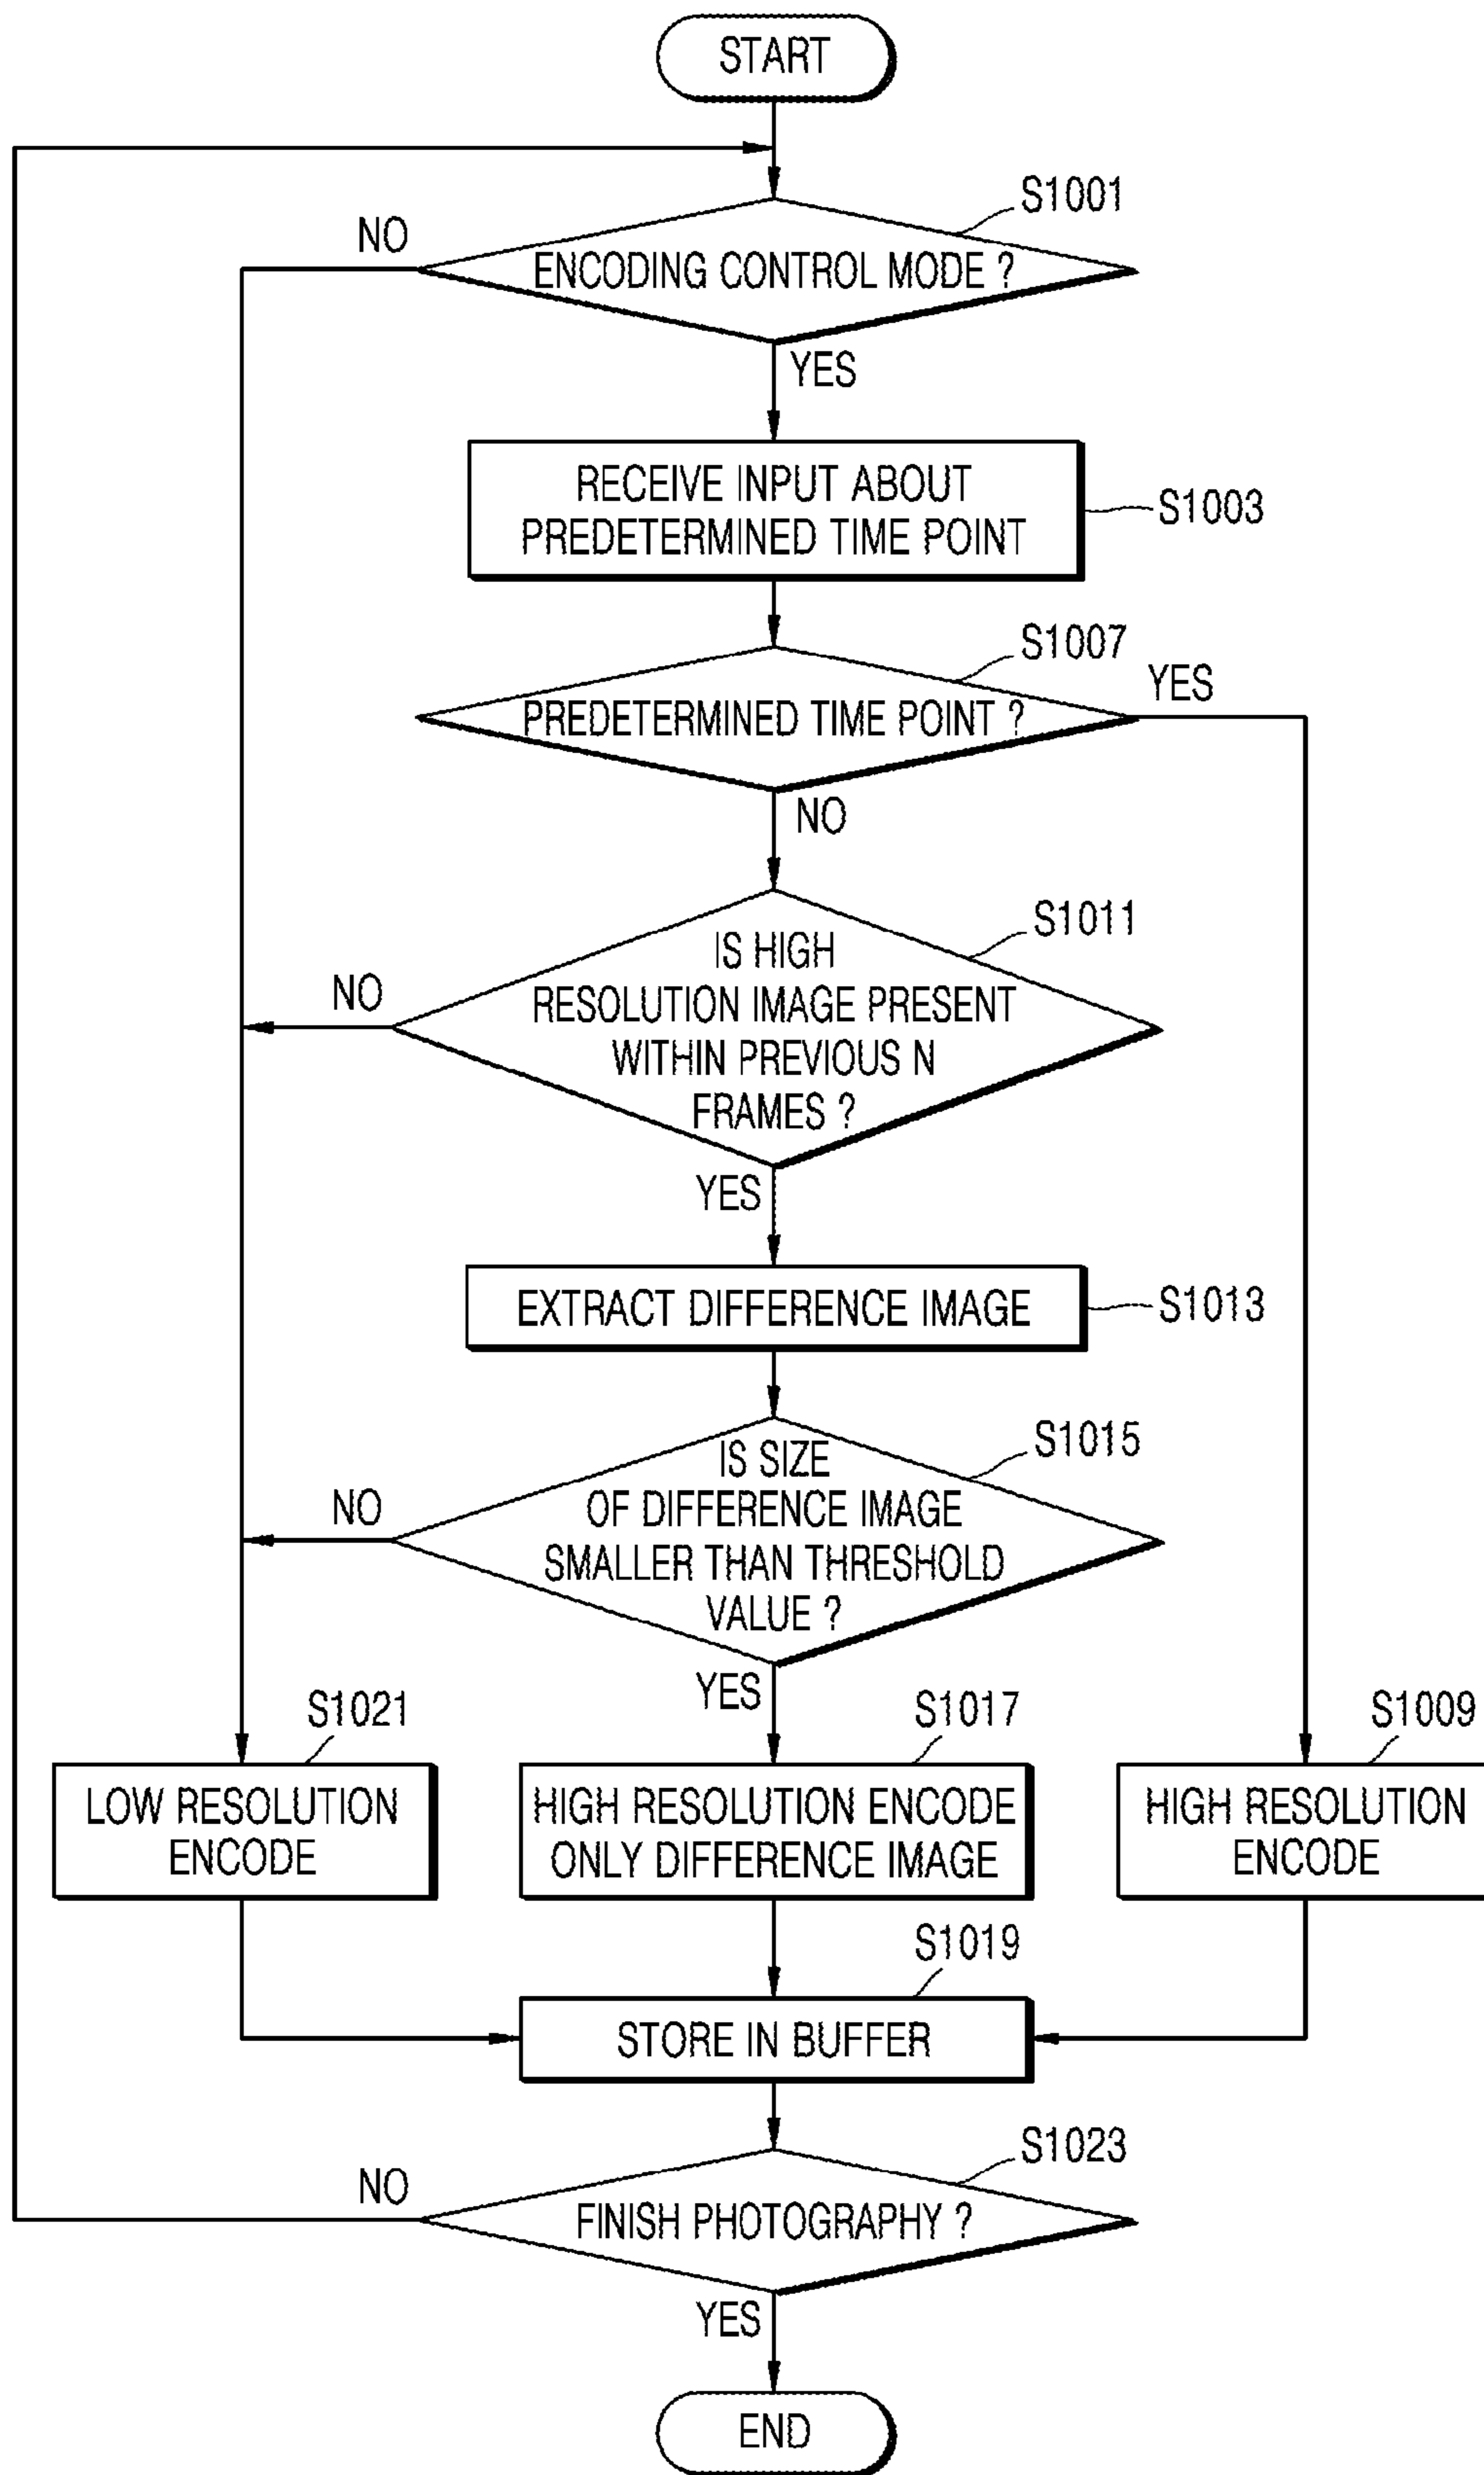 START
S1001
NO
ENCODING CONTROL MODE ?
YES
RECEIVE INPUT ABOUT
PREDETERMINED TIME POINT
S1003
S1007
YES
PREDETERMINED TIME POINT ?
NO
S1011
IS HIGH
RESOLUTION IMAGE PRESENT
WITHIN PREVIOUS N
FRAMES ?
NO
YES
EXTRACT DIFFERENCE IMAGE
S1013
S1015
IS SIZE
OF DIFFERENCE IMAGE
SMALLER THAN THRESHOLD
VALUE ?
NO
YES
S1021
LOW RESOLUTION
ENCODE
S1017
HIGH RESOLUTION ENCODE
ONLY DIFFERENCE IMAGE
S1009
HIGH RESOLUTION
ENCODE
S1019
STORE IN BUFFER
S1023
NO
FINISH PHOTOGRAPHY ?
YES
END